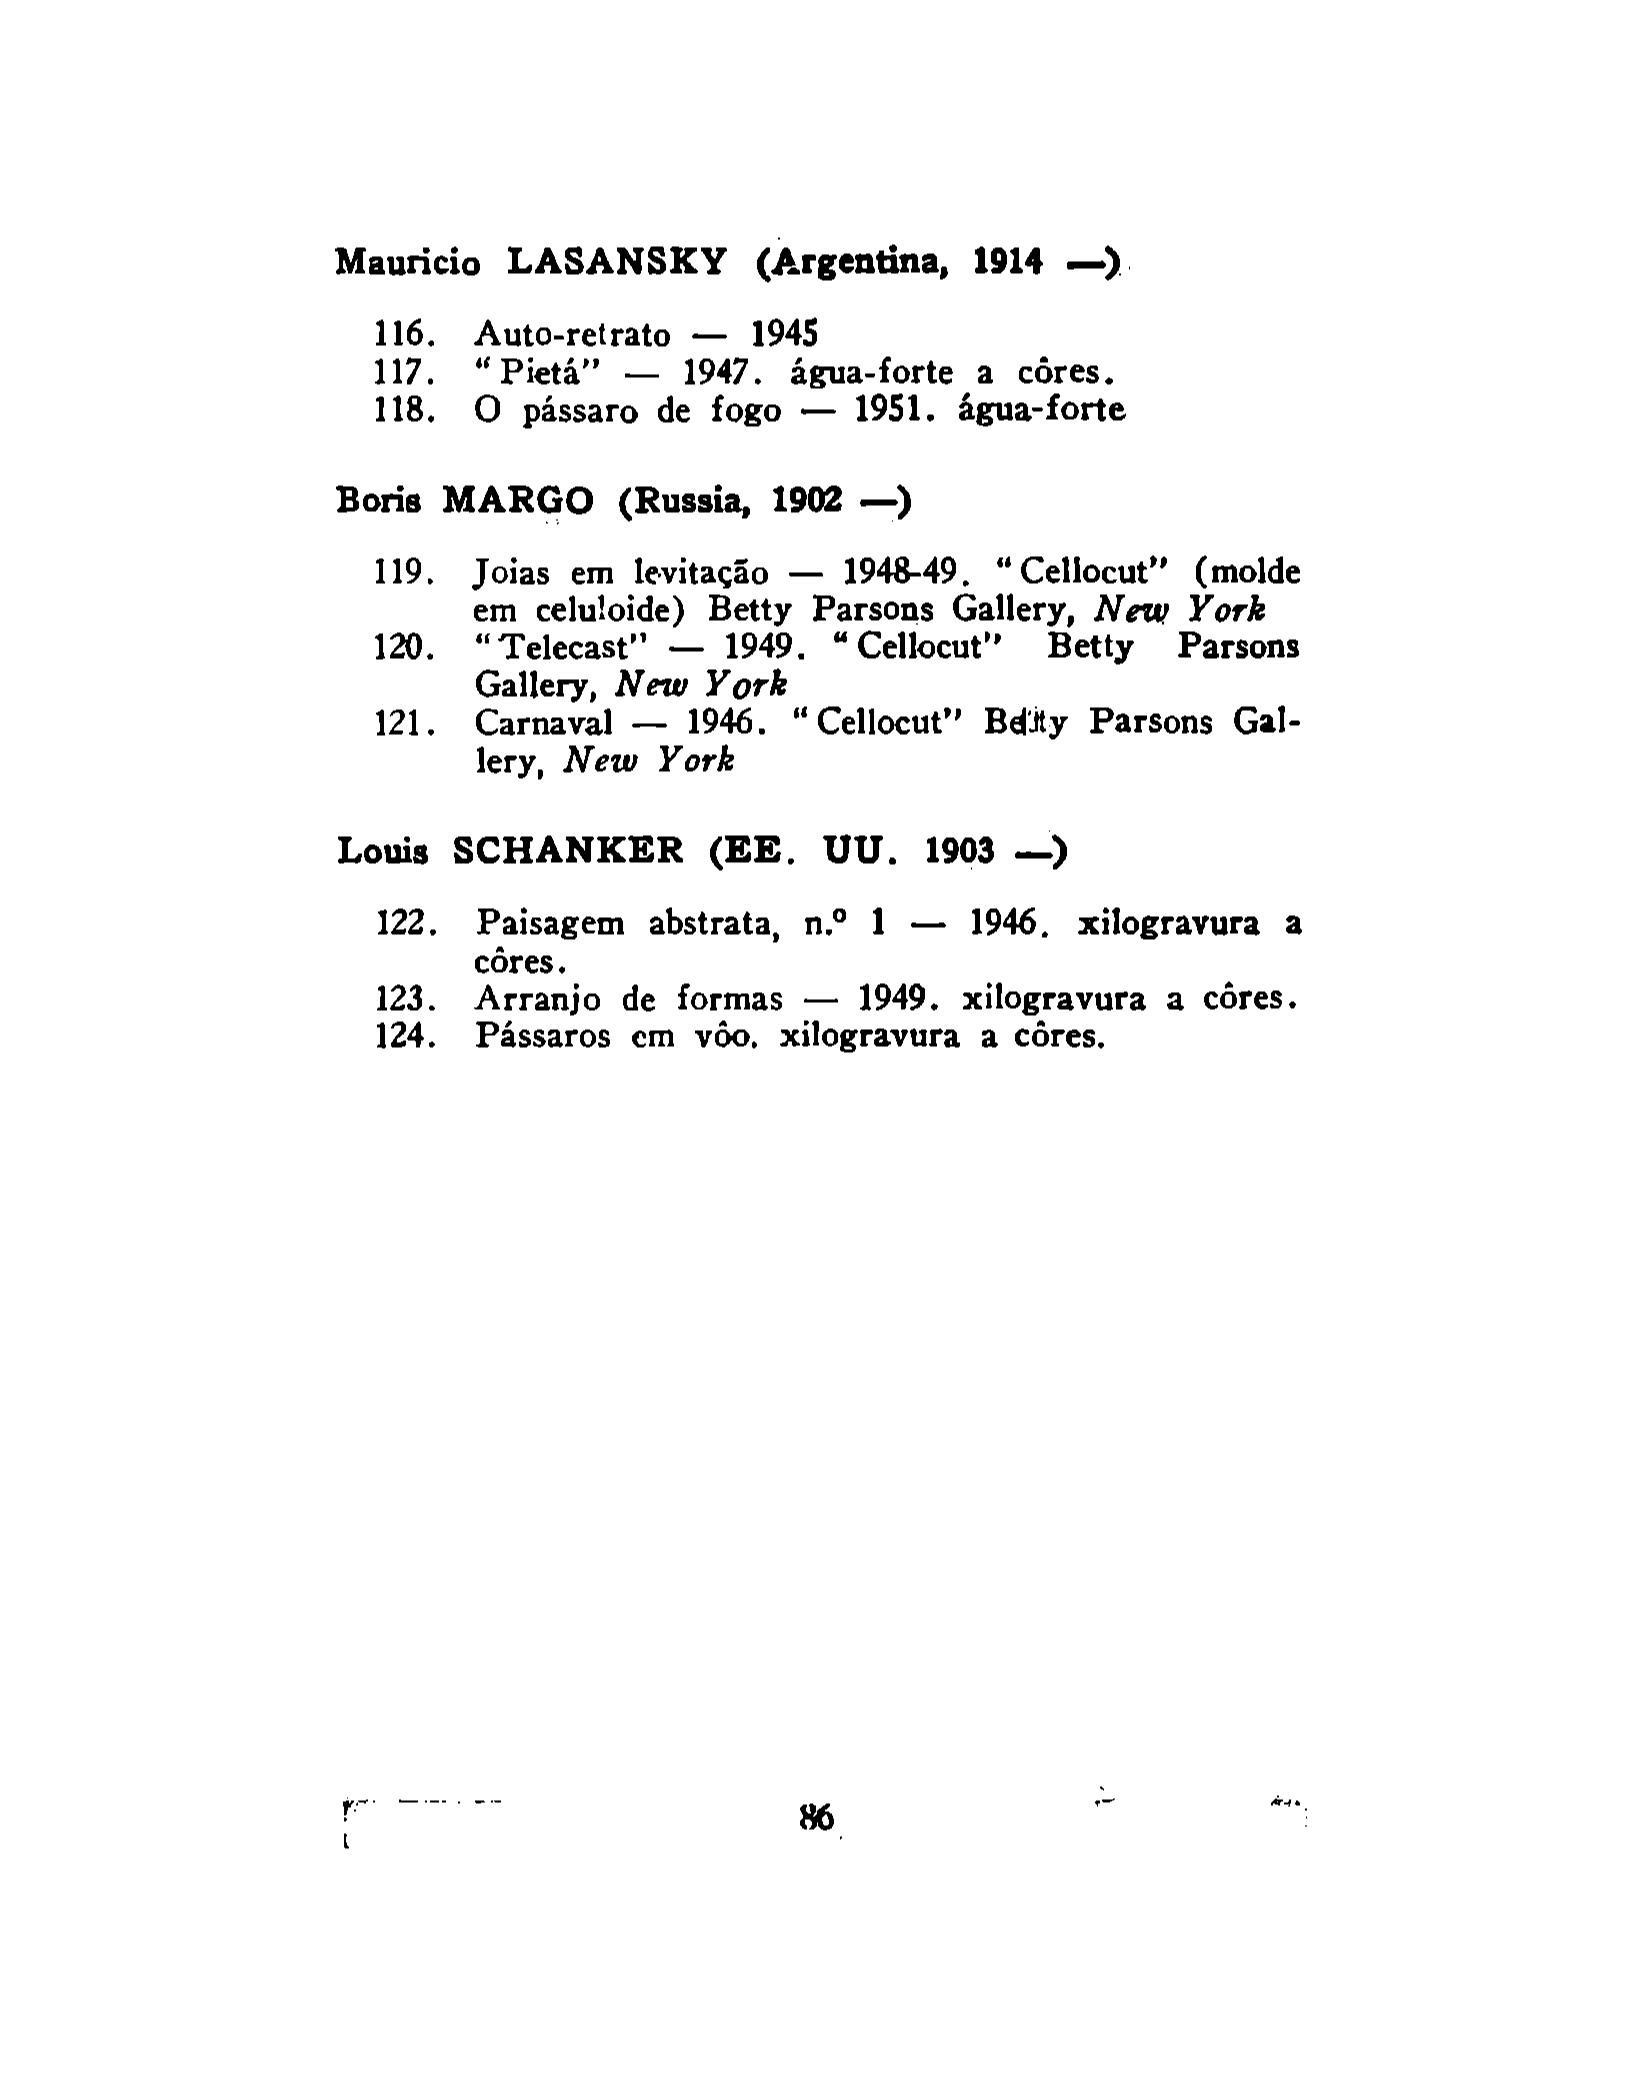 Mauricio LASANSKY (Argentina, 1914 —)
116. Auto-retrato — 1945
117. “Pietá” — 1947. água-forte a côres.
118. O pássaro de fogo — 1951. água-forte
Boris MARGO (Russia, 1902 —)
119. Joias em levitação — 1948-49. “Cellocut” (molde
em celuloide) Betty Parsons Gallery, New York
120. “Telecast” — 1949. “Cellocut” Betty Parsons
Gallery, New York
121. Carnaval — 1946. “Cellocut” Betty Parsons Gal-
lery, New York
Louis SCHANKER (EE. UU. 1903 —)
122. Paisagem abstrata, n.º 1 — 1946. xilogravura a
côres.
123. Arranjo de formas — 1949. xilogravura a côres.
124. Pássaros em vôo. xilogravura a côres.
86